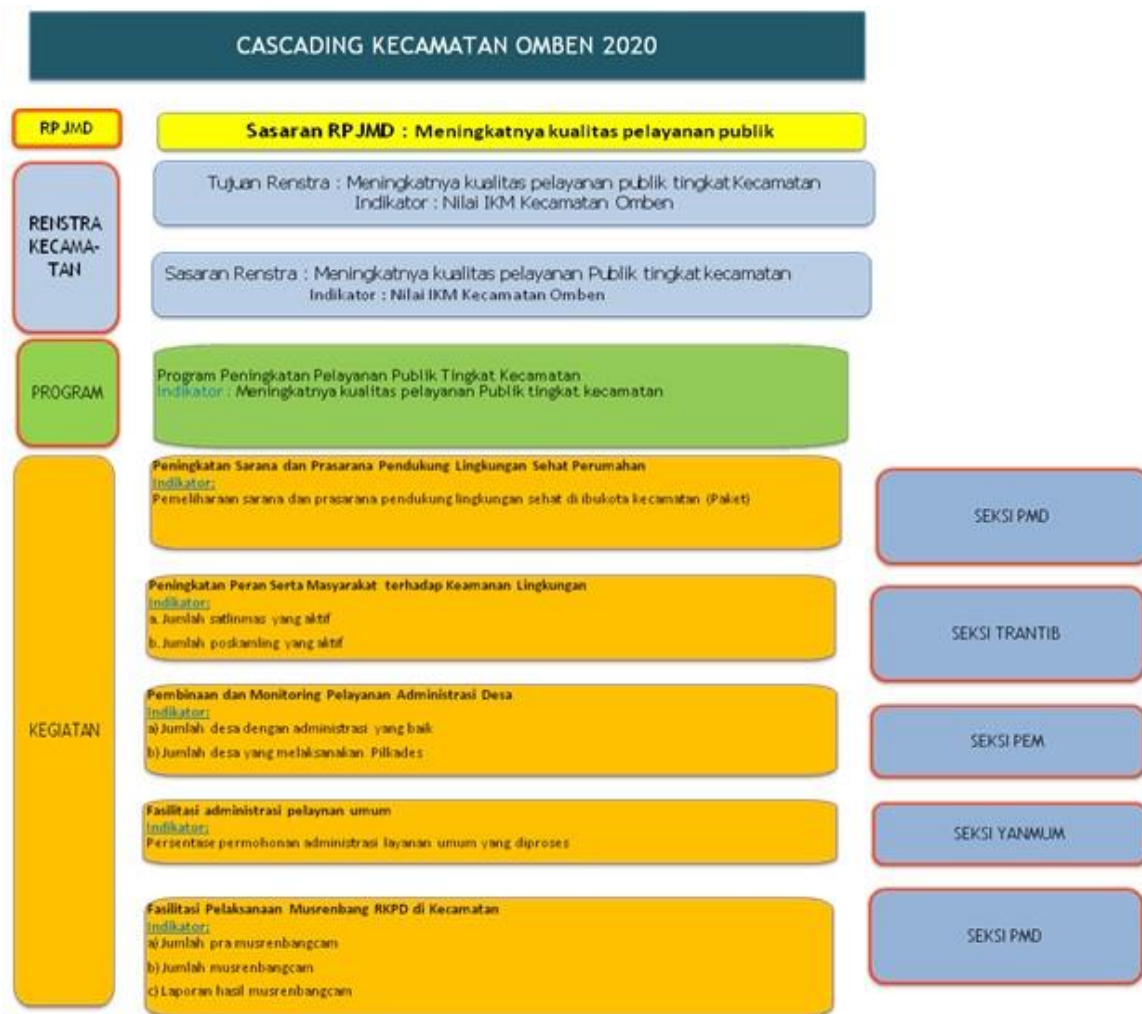 CASCADING KECAMATAN OMBEN 2020
RPJMD
Sasaran RPJMD : Meningkatnya kualitas pelayanan publik
RENSTRA
KECAMA-
TAN
Tujuan Renstra : Meningkatnya kualitas pelayanan publik tingkat Kecamatan
Indikator : Nilai IKM Kecamatan Omben
Sasaran Renstra : Meningkatnya kualitas pelayanan Publik tingkat kecamatan
Indikator : Nilai IKM Kecamatan Omben
PROGRAM
Program Peningkatan Pelayanan Publik Tingkat Kecamatan
Indikator : Meningkatnya kualitas pelayanan Publik tingkat kecamatan
KEGIATAN
Peningkatan Sarana dan Prasarana Pendukung Lingkungan Sehat Perumahan
Indikator:
Pemeliharaan sarana dan prasarana pendukung lingkungan sehat di ibukota kecamatan (Paket)
SEKSI PMD
Peningkatan Peran Serta Masyarakat terhadap Keamanan Lingkungan
Indikator:
a. Jumlah satlinmas yang aktif
b. Jumlah poskamling yang aktif
SEKSI TRANTIB
Pembinaan dan Monitoring Pelayanan Administrasi Desa
Indikator:
a) Jumlah desa dengan administrasi yang baik
b) Jumlah desa yang melaksanakan Pilkades
SEKSI PEM
Fasilitasi administrasi pelaynan umum
Indikator:
Persentase permohonan administrasi layanan umum yang diproses
SEKSI YANMUM
Fasilitasi Pelaksanaan Musrenbang RKPD di Kecamatan
Indikator:
a) Jumlah pra musrenbangcam
b) Jumlah musrenbangcam
c) Laporan hasil musrenbangcam
SEKSI PMD